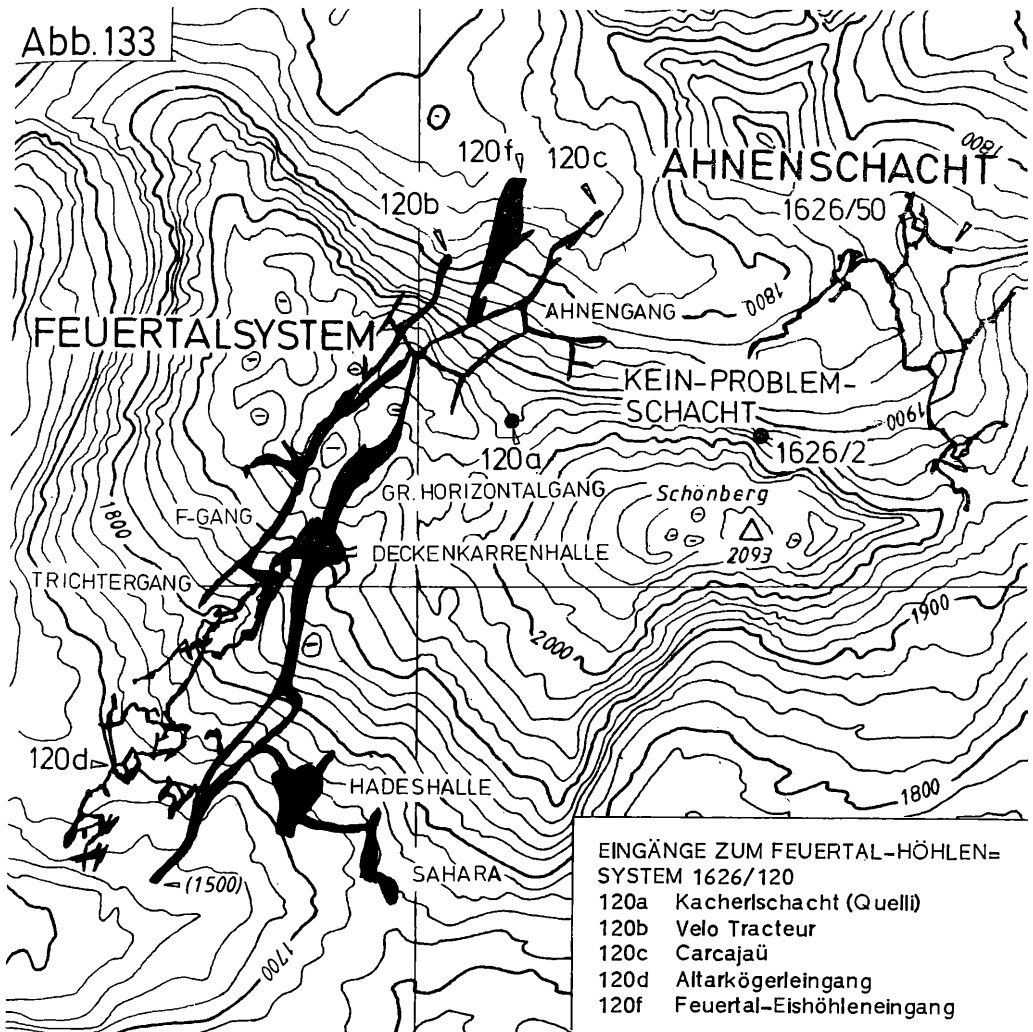 Abb.133
120f
120c
AHNENSCHACHT
1626/50
1800
120b
1800
AHNENGANG
FEUERTALSYSTEM
KEIN-PROBLEM-
SCHACHT
1900
1626/2
120a
GR. HORIZONTALGANG
Schönberg
2093
F-GANG
1800
DECKENKARRENHALLE
TRICHTERGANG
1900
2000
120d
HADESHALLE
1800
SAHARA
(1500)
1700
EINGÄNGE ZUM FEUERTAL-HÖHLEN=
SYSTEM 1626/120
120a Kacherlschacht (Quelli)
120b Velo Tracteur
120c Carcajaü
120d Altarkögerleingang
120f Feuertal-Eishöhleneingang